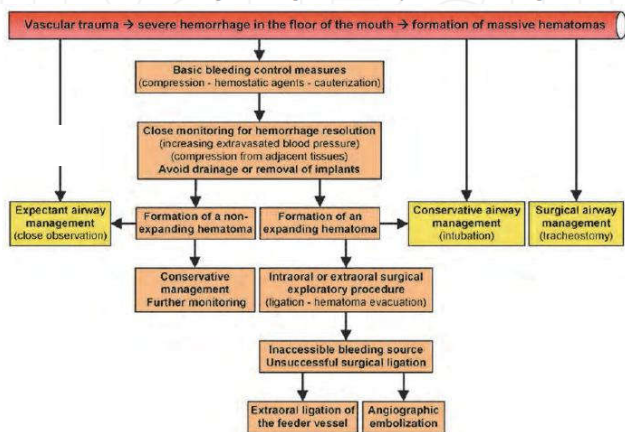 Vascular trauma → severe hemorrhage in the floor of the mouth → formation of massive hematomas
Basic bleeding control measures
(compression - hemostatic agents - cauterization)
Close monitoring for hemorrhage resolution
(increasing extravasated blood pressure)
(compression from adjacent tissues)
Avoid drainage or removal of implants
Expectant airway
management
(close observation)
Formation of a non-
expanding hematoma
Formation of an
expanding hematoma
Conservative airway
management
(intubation)
Surgical airway
management
(tracheostomy)
Conservative
management
Further monitoring
Intraoral or extraoral surgical
exploratory procedure
(ligation - hematoma evacuation)
Inaccessible bleeding source
Unsuccessful surgical ligation
Extraoral ligation of
the feeder vessel
Angiographic
embolization